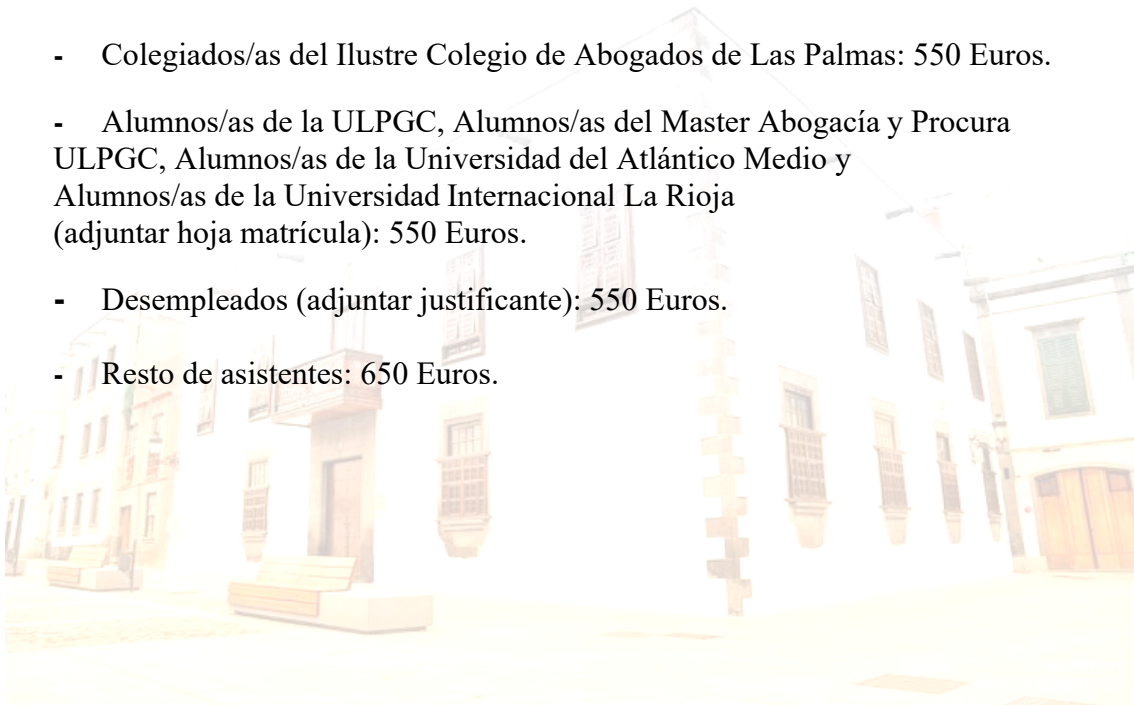 - Colegiados/as del Ilustre Colegio de Abogados de Las Palmas: 550 Euros.
- Alumnos/as de la ULPGC, Alumnos/as del Master Abogacía y Procura
ULPGC, Alumnos/as de la Universidad del Atlántico Medio y
Alumnos/as de la Universidad Internacional La Rioja
(adjuntar hoja matrícula): 550 Euros.
- Desempleados (adjuntar justificante): 550 Euros.
- Resto de asistentes: 650 Euros.